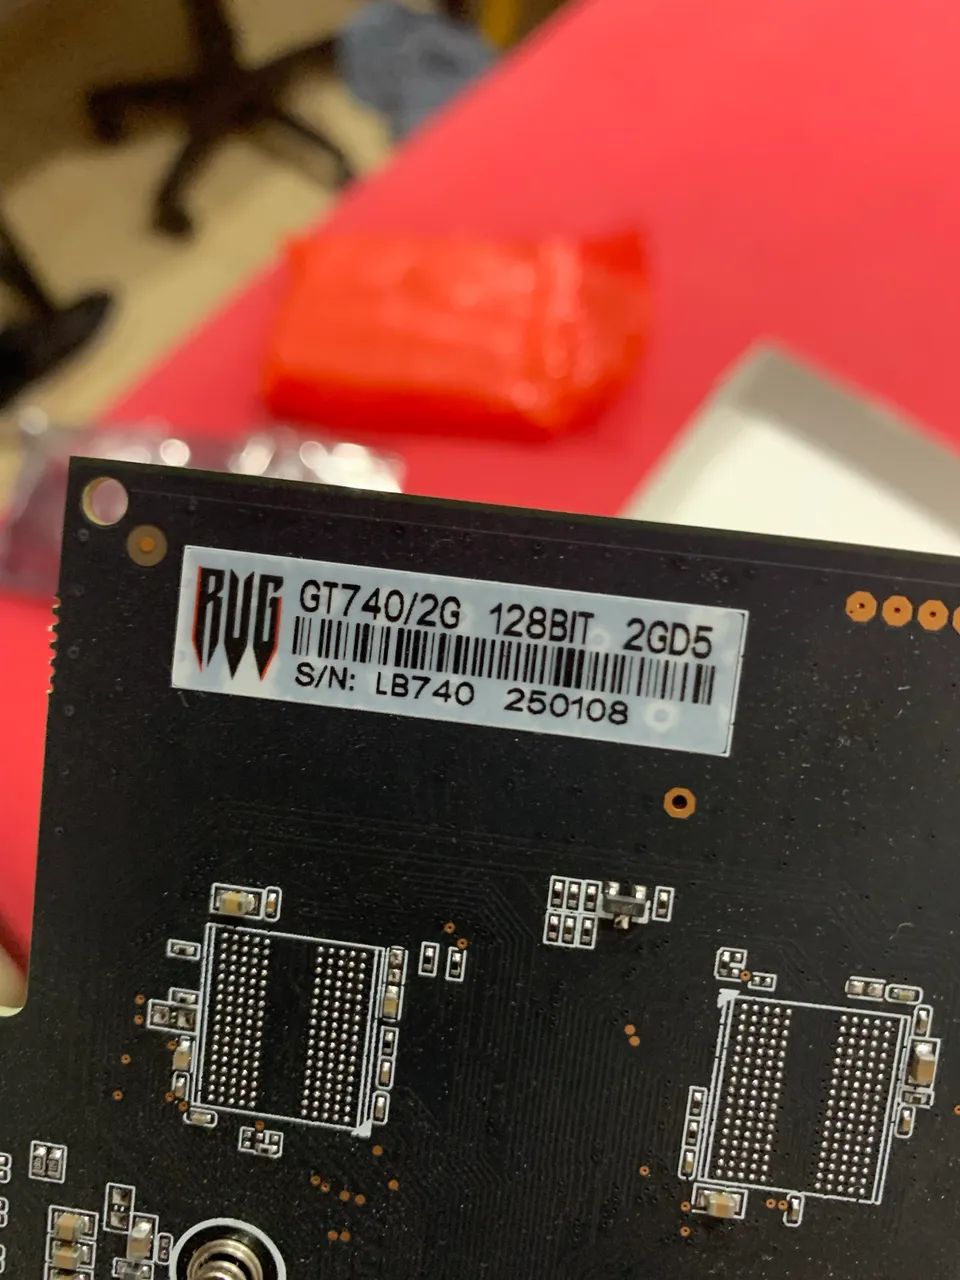 RVG
GT740/2G 128BIT 2GD5
S/N: LB740 250108